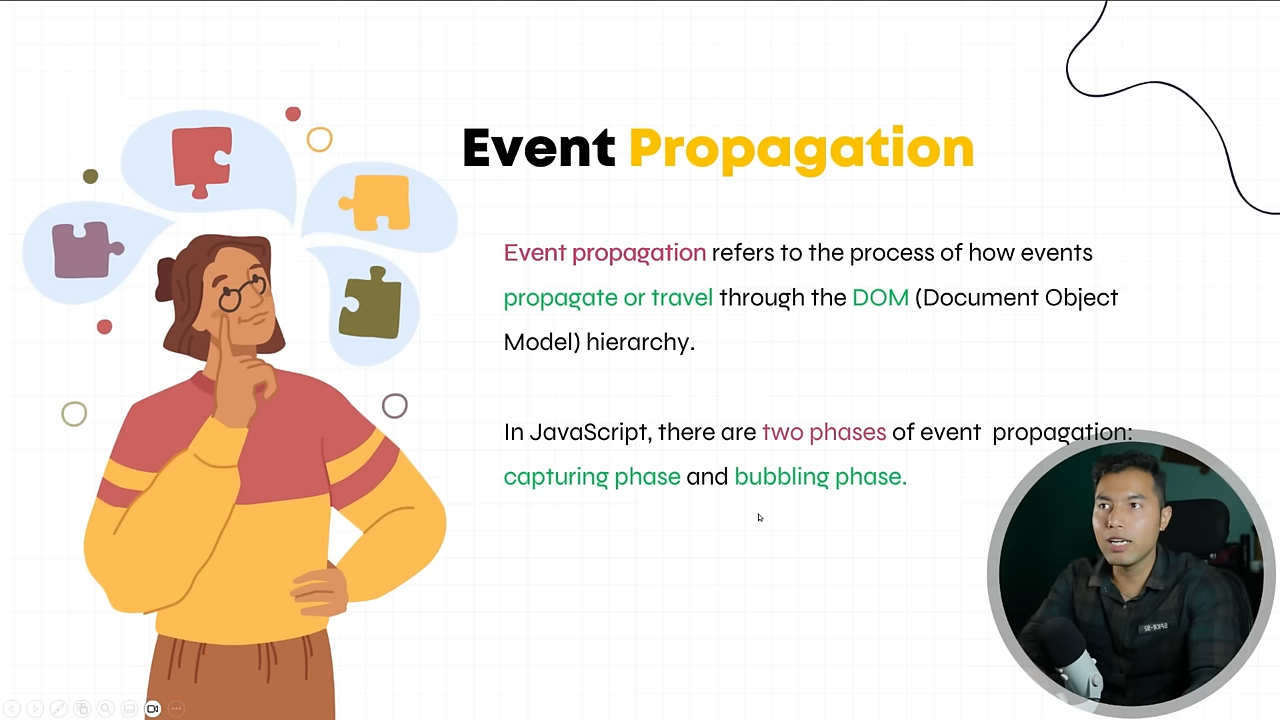 Event Propagation
Event propagation refers to the process of how events
propagate or travel through the DOM (Document Object
Model) hierarchy.
In JavaScript, there are two phases of event propagation:
capturing phase and bubbling phase.